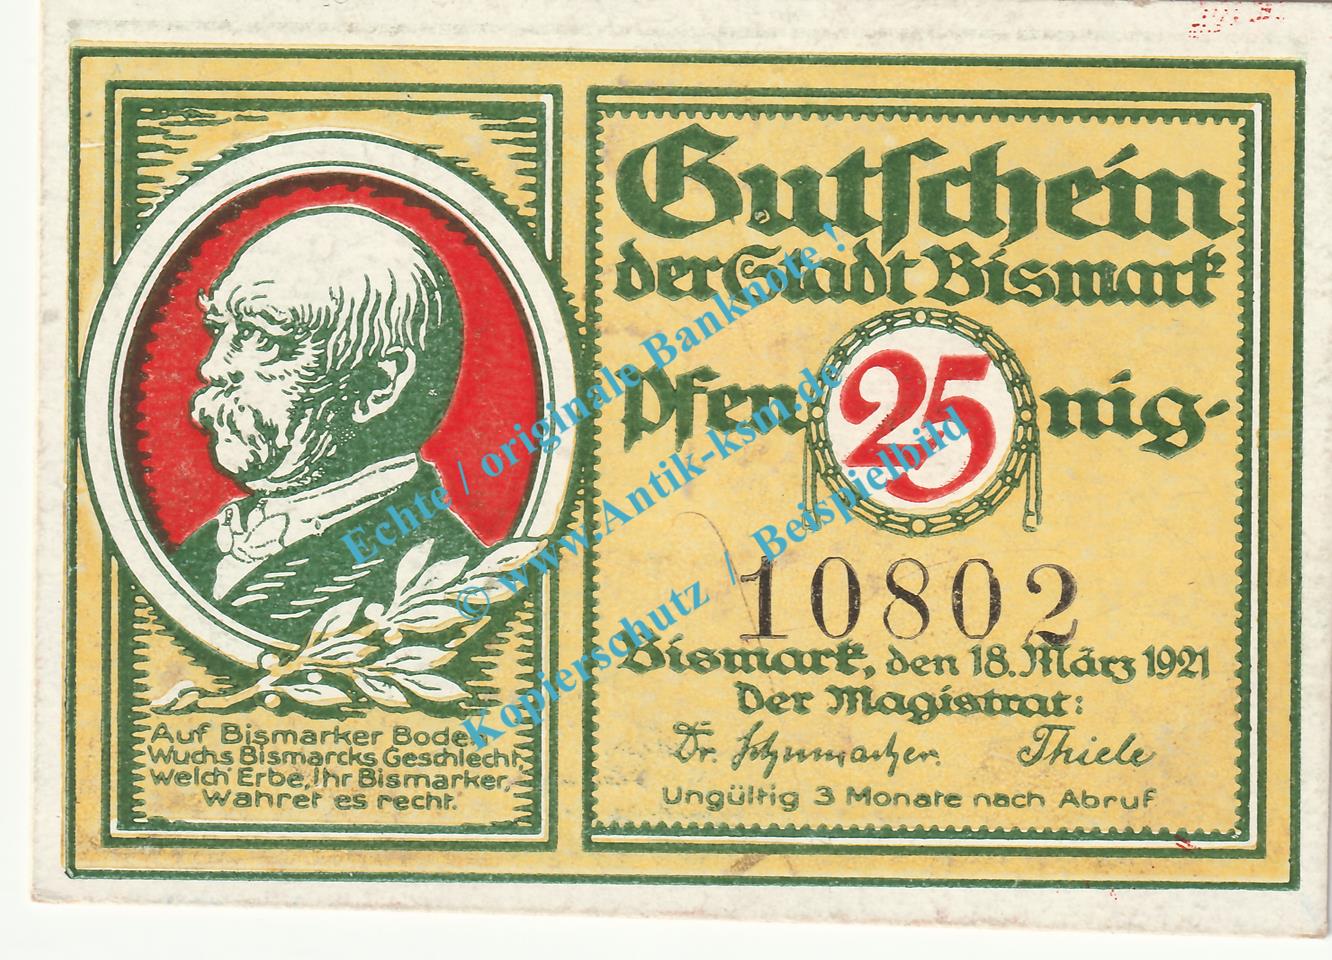 Gutschein
der Stadt Bismark
Pfen 25 nig.
10802
Bismark, den 18. März 1921
Der Magistrat:
Dr. Schumacher. Thiele
Ungültig 3 Monate nach Abruf
Auf Bismarker Boden
Wuchs Bismarcks Geschlecht,
Welch' Erbe, Ihr Bismarker,
Wahret es recht.
Echte / originale Banknote !
© www.Antik-ksm.de
Kopierschutz / Beispielbild